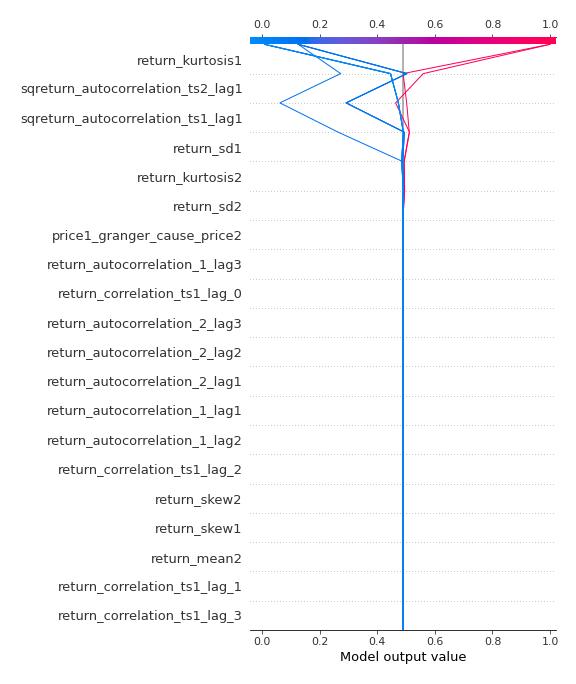 0.0 0.2 0.4 0.6 0.8 1.0
return_kurtosis1
sqreturn_autocorrelation_ts2_lag1
sqreturn_autocorrelation_ts1_lag1
return_sd1
return_kurtosis2
return_sd2
price1_granger_cause_price2
return_autocorrelation_1_lag3
return_correlation_ts1_lag_0
return_autocorrelation_2_lag3
return_autocorrelation_2_lag2
return_autocorrelation_2_lag1
return_autocorrelation_1_lag1
return_autocorrelation_1_lag2
return_correlation_ts1_lag_2
return_skew2
return_skew1
return_mean2
return_correlation_ts1_lag_1
return_correlation_ts1_lag_3
0.0 0.2 0.4 0.6 0.8 1.0
Model output value